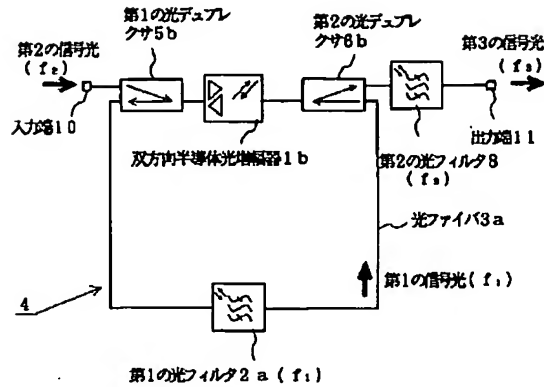 第1の光デュプレ
クサ5b
第2の信号光
(f₂)
入力端10
双方向半導体光増幅器1b
第2の光デュプレ
クサ6b
第3の信号光
(f₃)
出力端11
第2の光フィルタ8
(f₃)
光ファイバ3a
第1の信号光(f₁)
4
第1の光フィルタ2a(f₁)